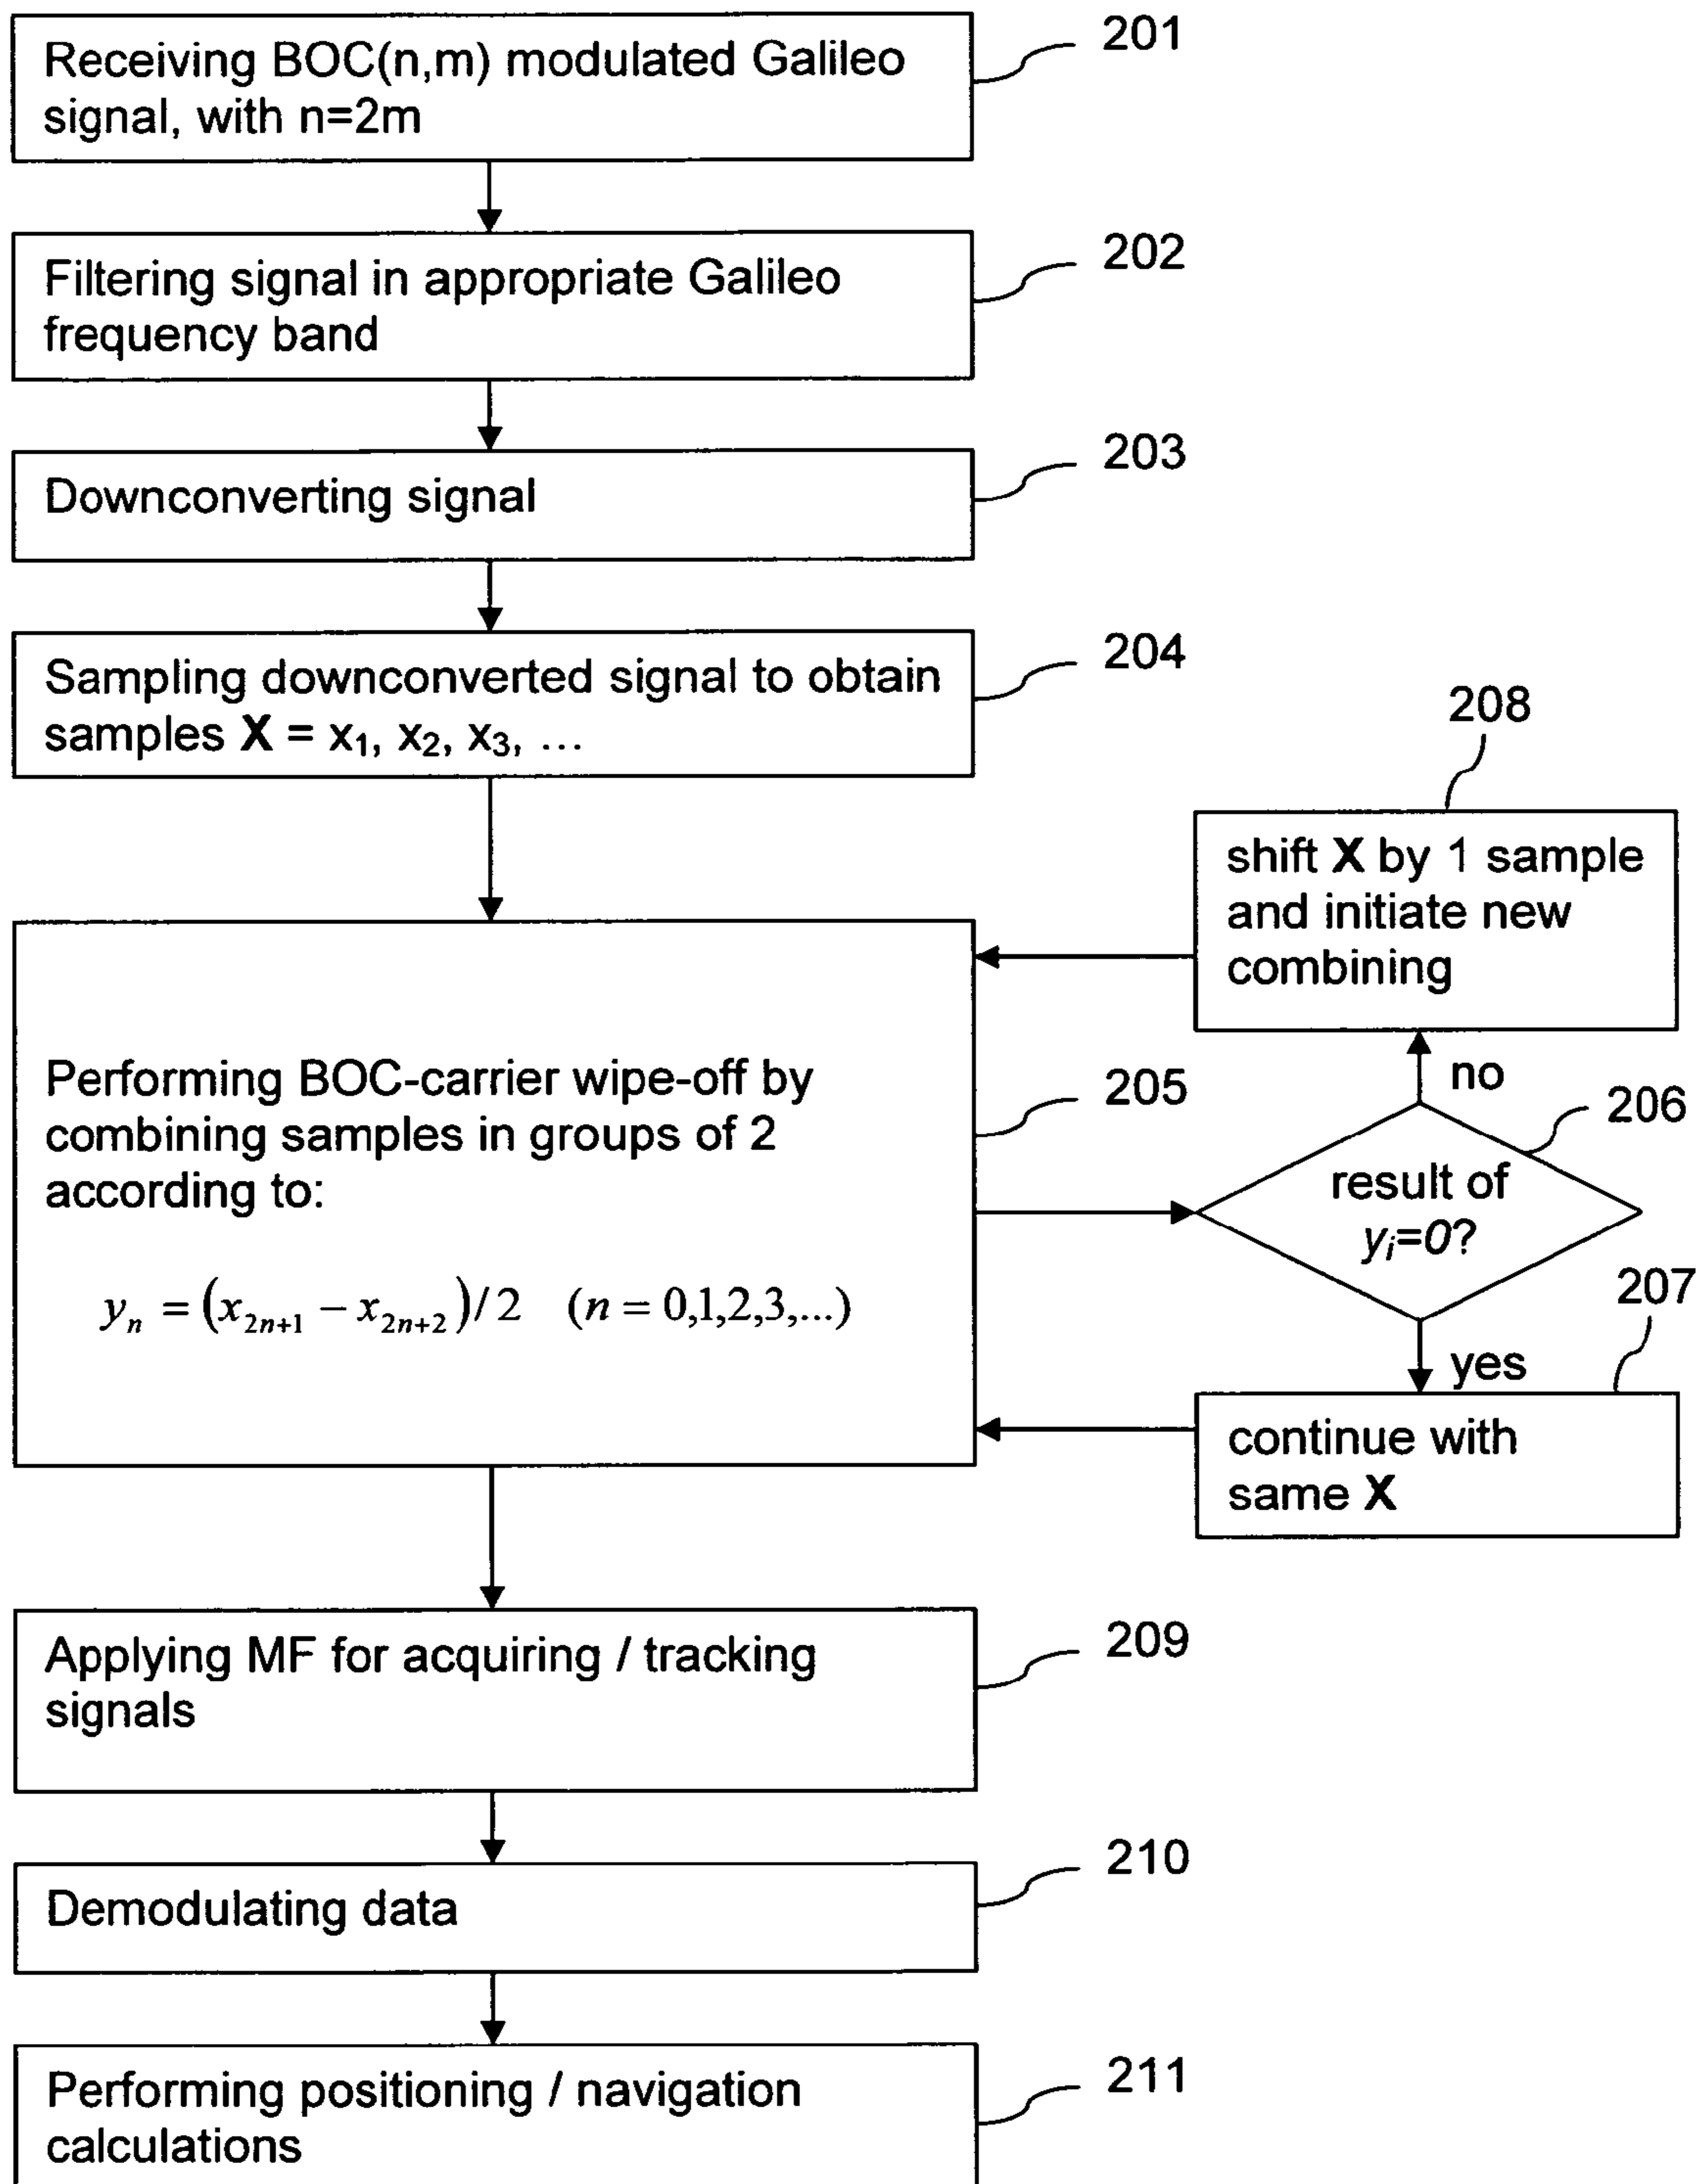 Receiving BOC(n,m) modulated Galileo
signal, with n=2m
201
Filtering signal in appropriate Galileo
frequency band
202
Downconverting signal
203
Sampling downconverted signal to obtain
samples X = x₁, x₂, x₃, ...
204
208
shift X by 1 sample
and initiate new
combining
Performing BOC-carrier wipe-off by
combining samples in groups of 2
according to:
yₙ = (x₂ₙ₊₁ − x₂ₙ₊₂)/2 (n = 0,1,2,3,...)
205
no
206
result of
yᵢ=0?
207
yes
continue with
same X
Applying MF for acquiring / tracking
signals
209
Demodulating data
210
Performing positioning / navigation
calculations
211